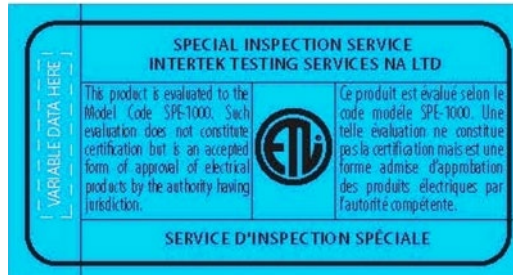 VARIABLE DATA HERE
SPECIAL INSPECTION SERVICE
INTERTEK TESTING SERVICES NA LTD
This product is evaluated to the
Model Code SPE-1000. Such
evaluation does not constitute
certification but is an accepted
form of approval of electrical
products by the authority having
jurisdiction.
ETL
Ce produit est évalué selon le
code modéle SPE-1000. Une
telle évaluation ne constitue
pas la certification mais est une
forme admise d'approbation
des produits électriques par
l'autorité compétente.
SERVICE D'INSPECTION SPÉCIALE